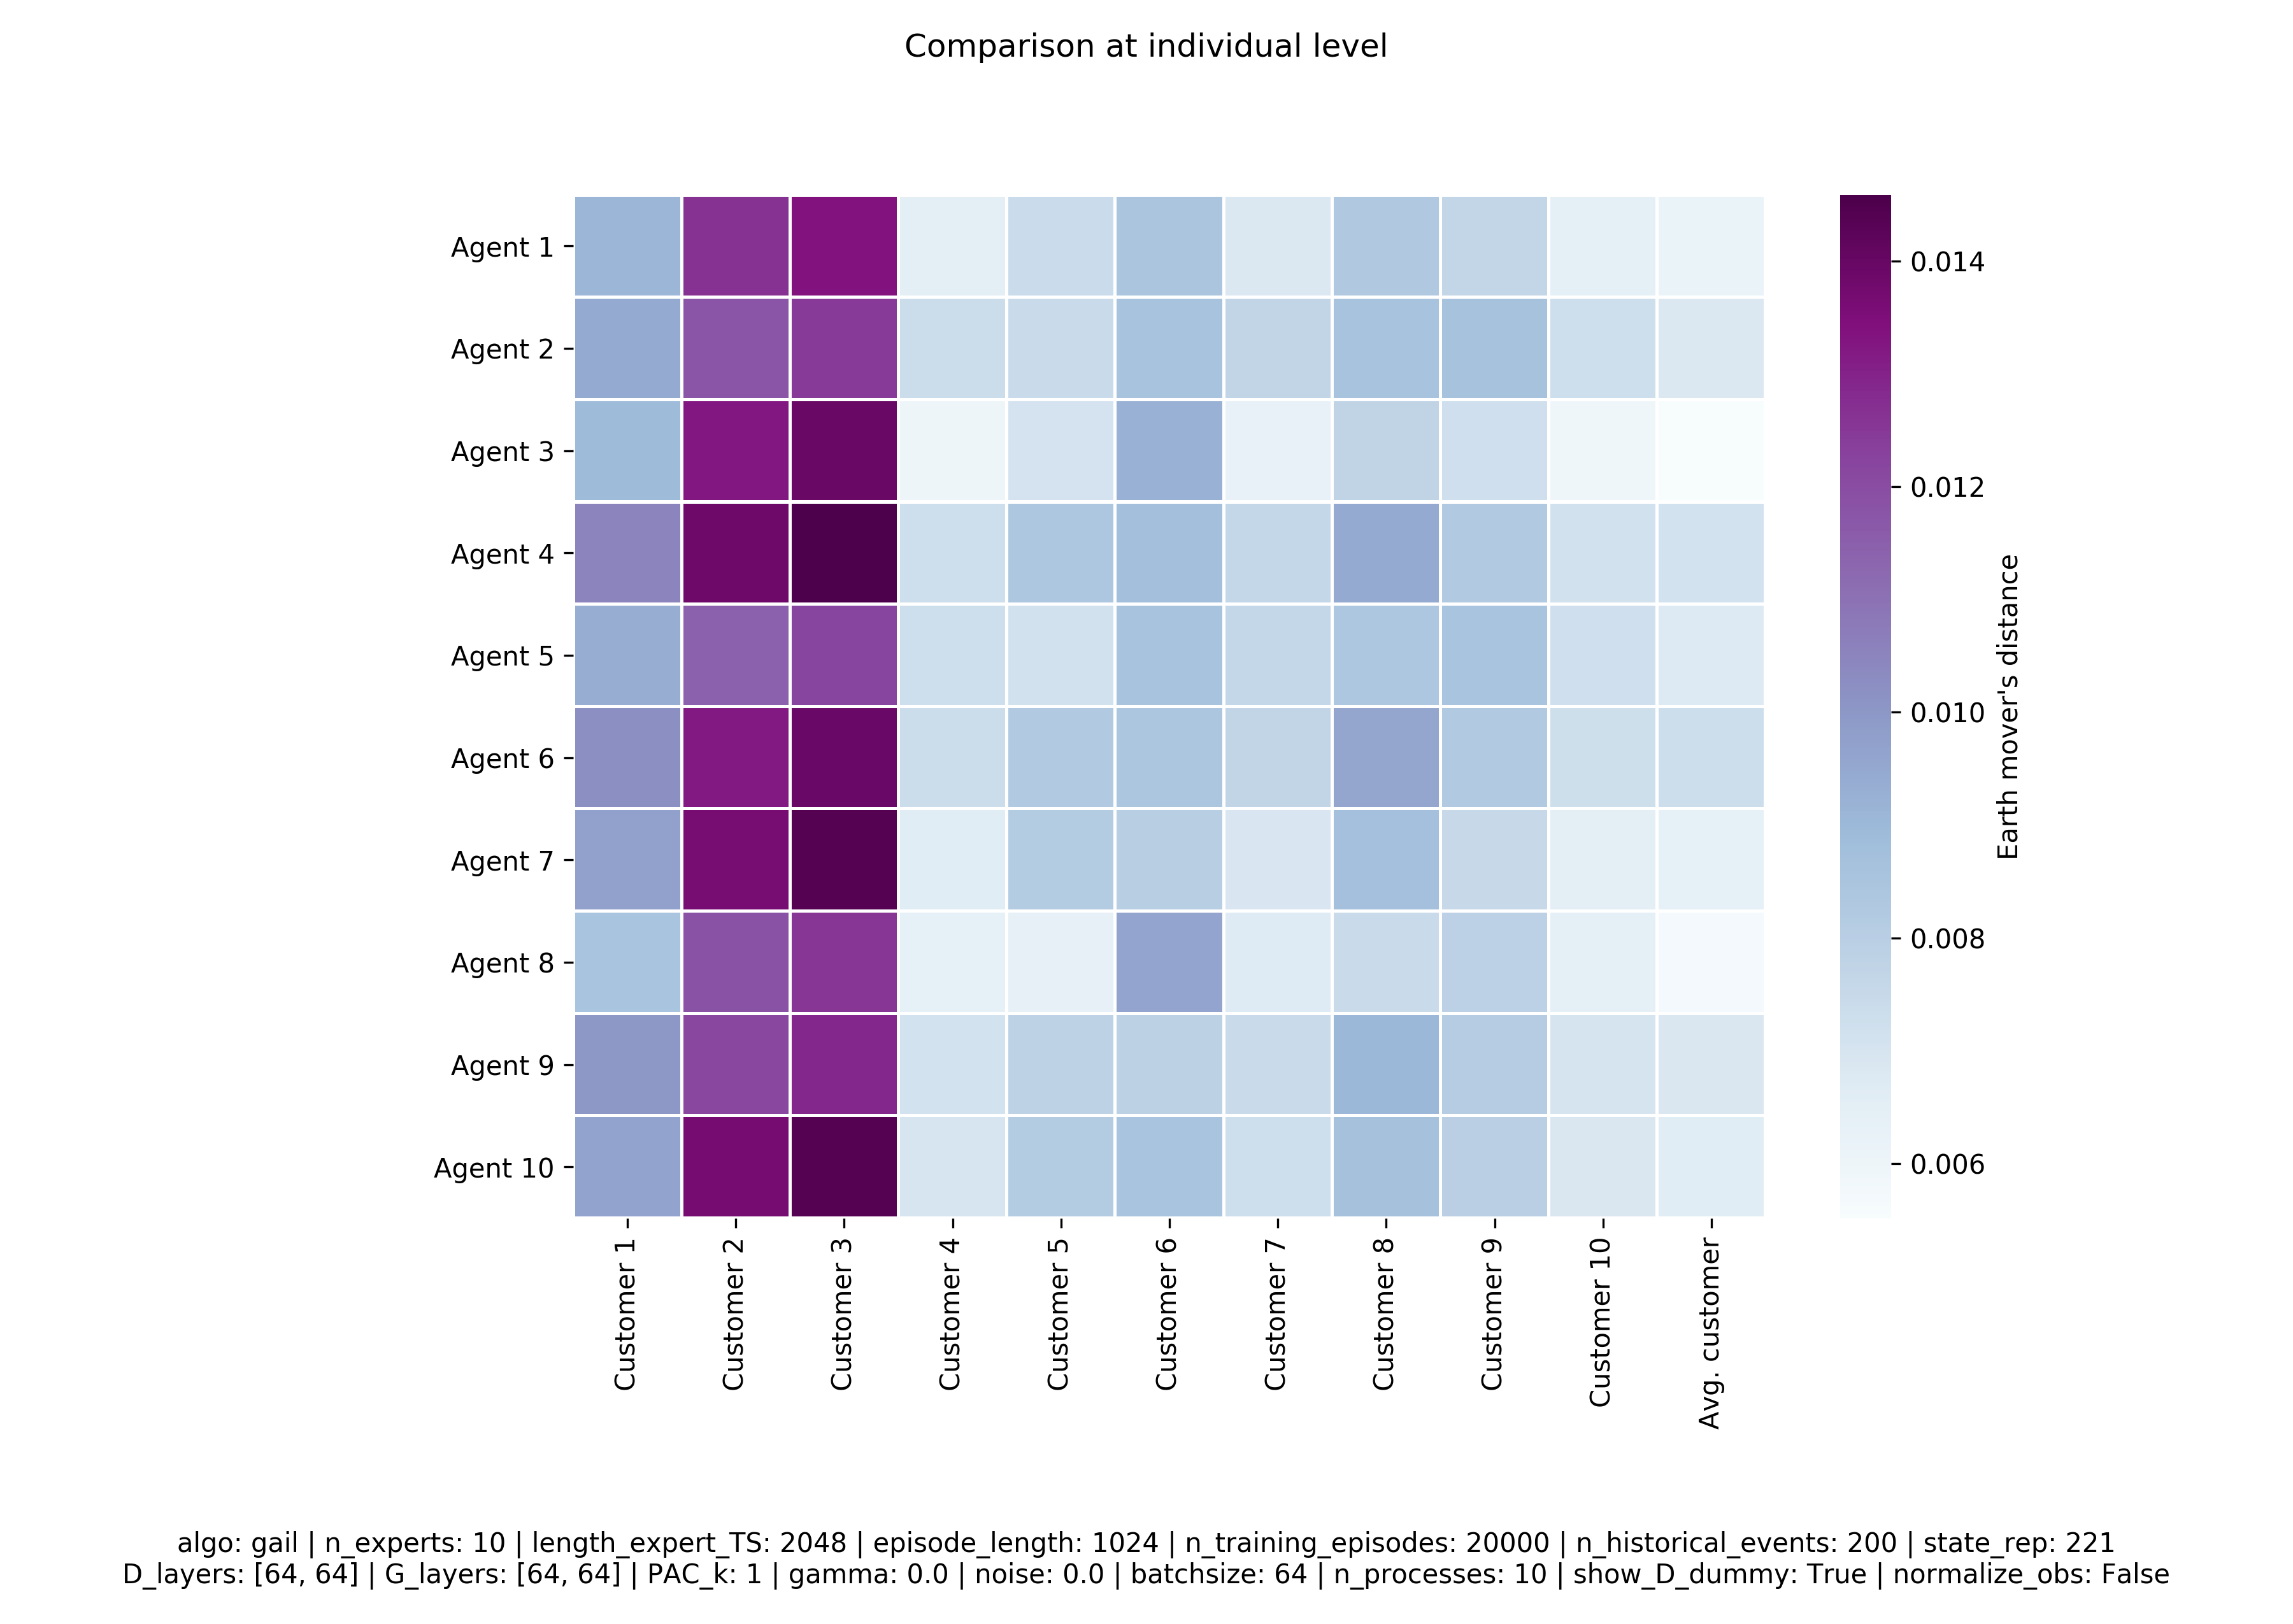 Comparison at individual level
Agent 1
Agent 2
Agent 3
Agent 4
Agent 5
Agent 6
Agent 7
Agent 8
Agent 9
Agent 10
Customer 1
Customer 2
Customer 3
Customer 4
Customer 5
Customer 6
Customer 7
Customer 8
Customer 9
Customer 10
Avg. customer
0.014
0.012
0.010
0.008
0.006
Earth mover's distance
algo: gail | n_experts: 10 | length_expert_TS: 2048 | episode_length: 1024 | n_training_episodes: 20000 | n_historical_events: 200 | state_rep: 221
D_layers: [64, 64] | G_layers: [64, 64] | PAC_k: 1 | gamma: 0.0 | noise: 0.0 | batchsize: 64 | n_processes: 10 | show_D_dummy: True | normalize_obs: False